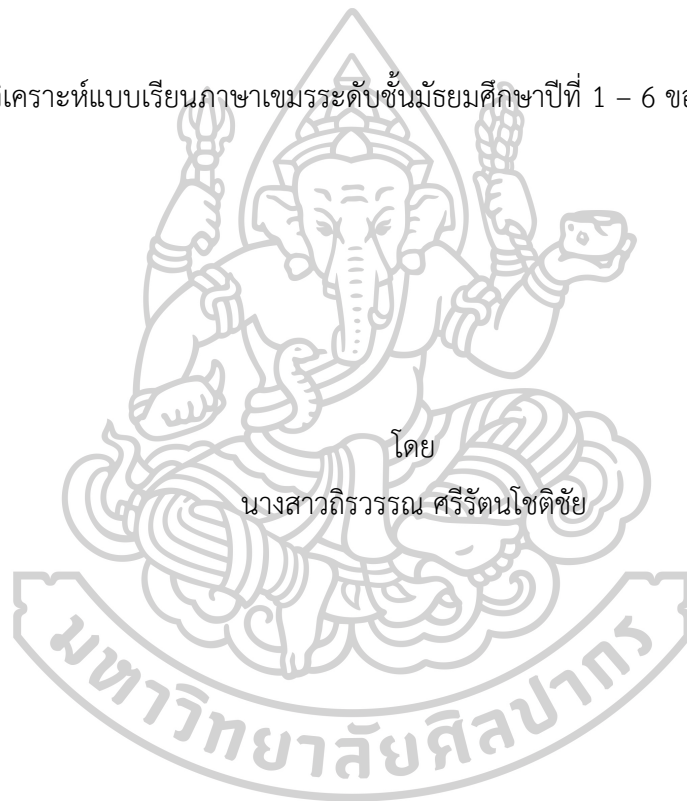 เคราะห์แบบเรียนภาษาเขมรระดับชั้นมัธยมศึกษาปีที่ 1 – 6
โดย
นางสาวถิรวรรณ ศรีรัตนโชติชัย
มหาวิทยาลัยศิลปากร